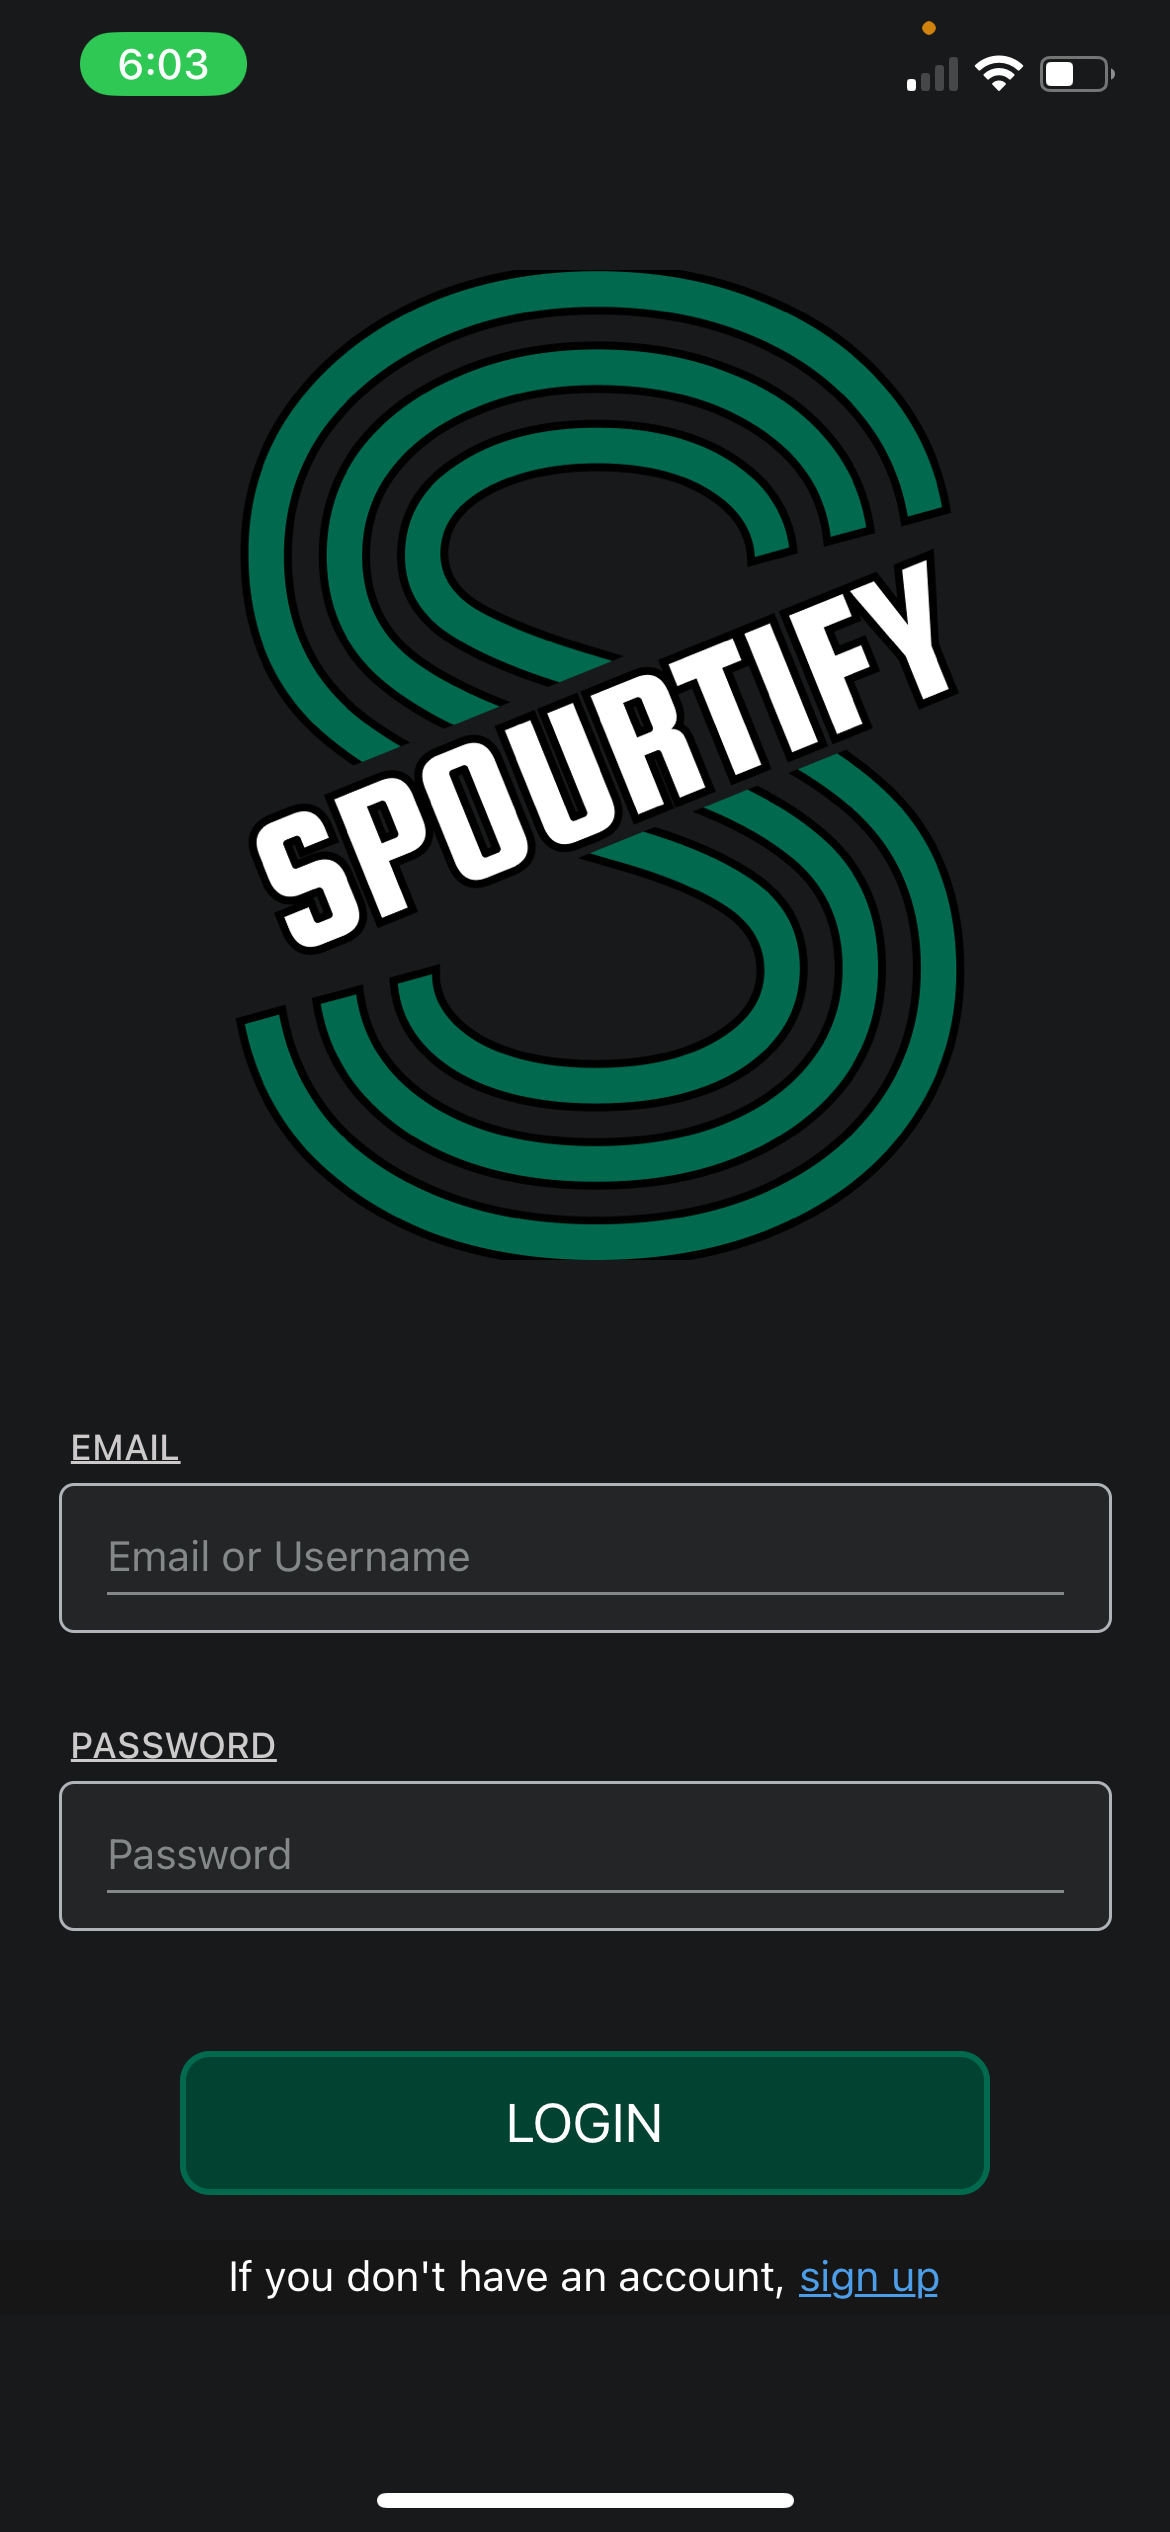 6:03
SPOURTIFY
EMAIL
Email or Username
PASSWORD
Password
LOGIN
If you don't have an account, sign up